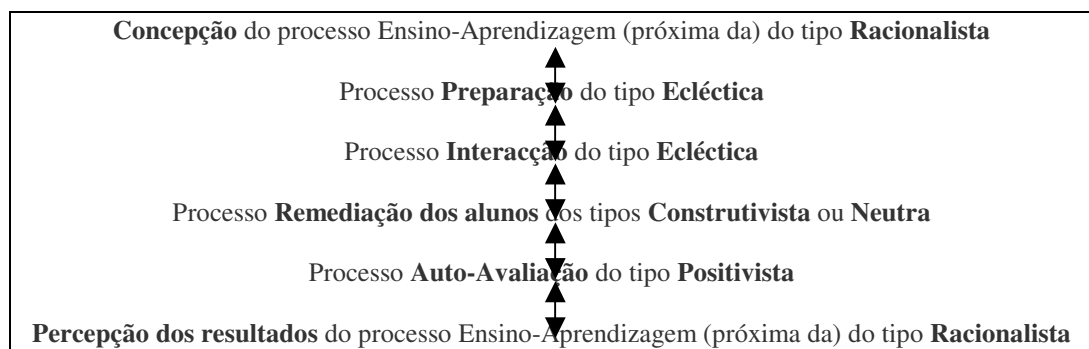 Concepção do processo Ensino-Aprendizagem (próxima da) do tipo Racionalista
Processo Preparação do tipo Ecléctica
Processo Interacção do tipo Ecléctica
Processo Remediação dos alunos dos tipos Construtivista ou Neutra
Processo Auto-Avaliação do tipo Positivista
Percepção dos resultados do processo Ensino-Aprendizagem (próxima da) do tipo Racionalista